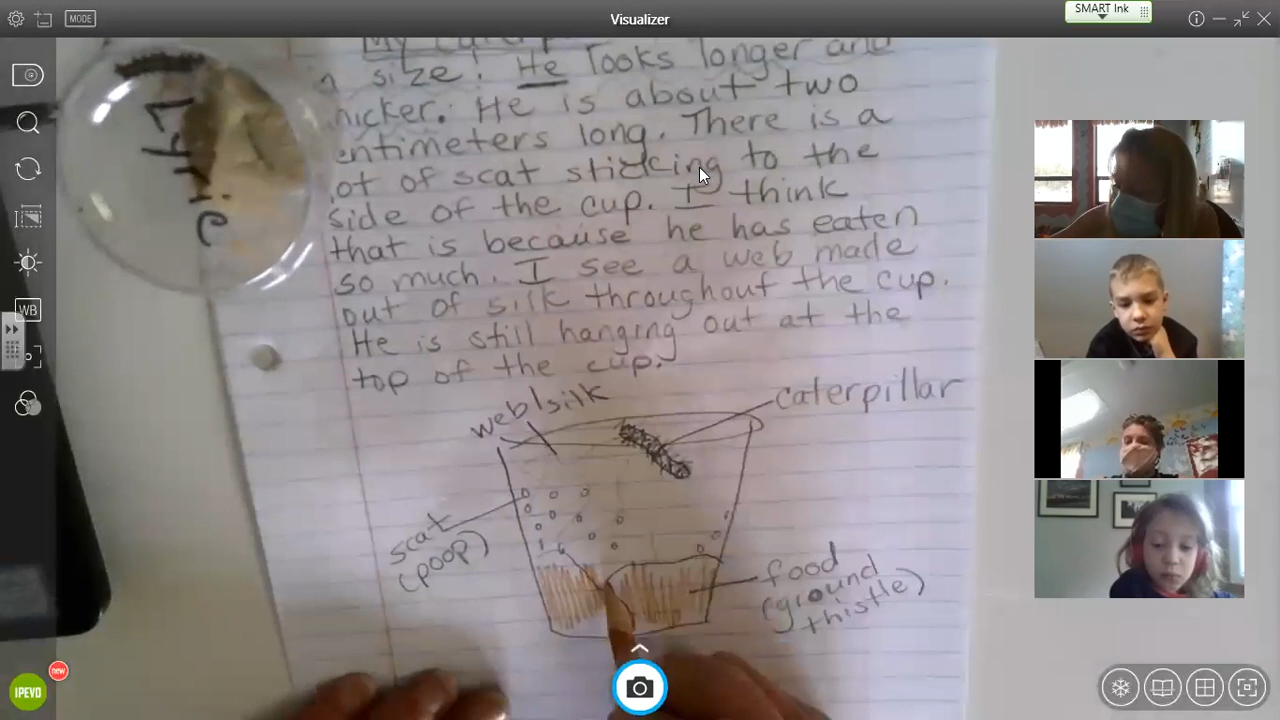 MODE
Visualizer
SMART Ink
My
size! He looks longer and
thicker. He is about two
centimeters long. There is a
lot of scat sticking to the
side of the cup. I think
that is because he has eaten
so much. I see a web made
out of silk throughout the cup.
He is still hanging out at the
top of the cup.
Lyric
web/silk
caterpillar
scat
(poop)
food
(ground
thistle)
WB
new
IPEVO